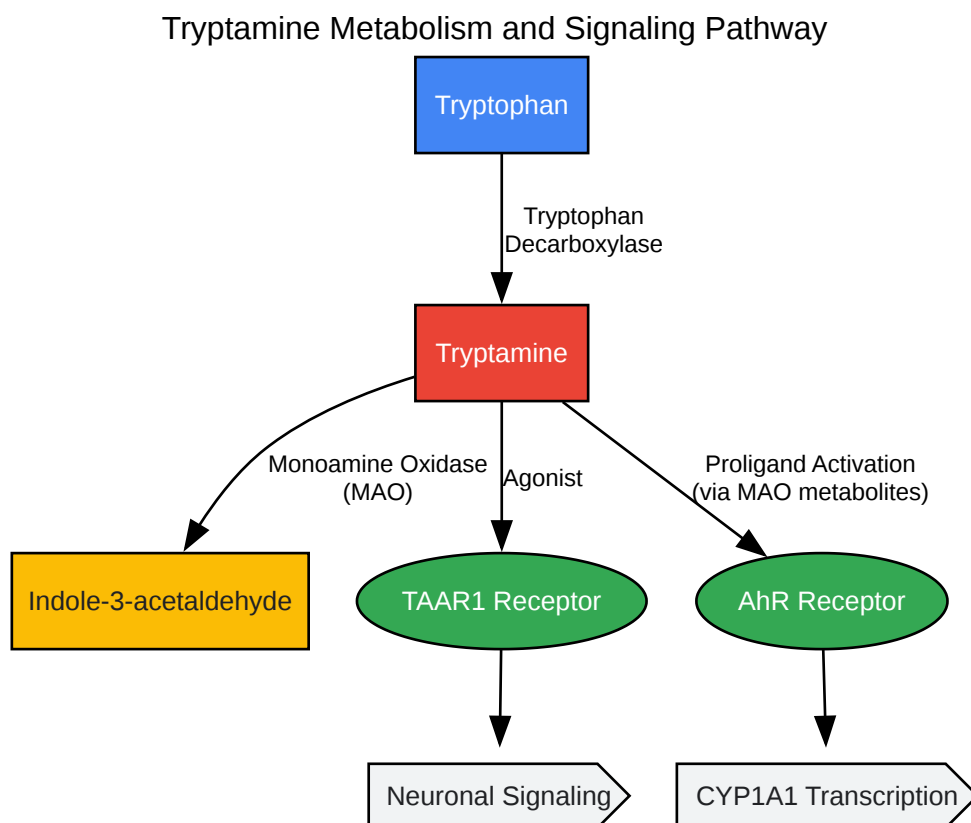 Tryptamine Metabolism and Signaling Pathway
Tryptophan
Tryptophan
Decarboxylase
Tryptamine
Monoamine Oxidase
(MAO)
Agonist
Proligand Activation
(via MAO metabolites)
Indole-3-acetaldehyde
TAAR1 Receptor
AhR Receptor
Neuronal Signaling
CYP1A1 Transcription